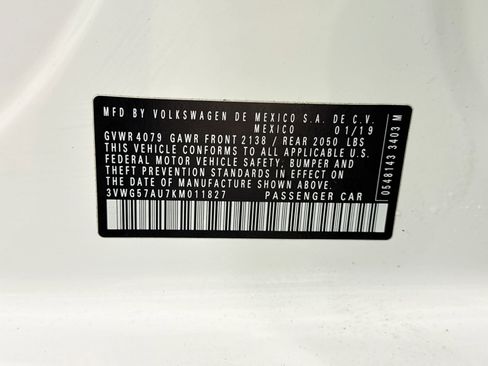 MFD BY VOLKSWAGEN DE MEXICO S.A. DE C.V.
MEXICO 01/19
GVWR 4079 GAWR FRONT 2138 / REAR 2050 LBS
THIS VEHICLE CONFORMS TO ALL APPLICABLE U.S.
FEDERAL MOTOR VEHICLE SAFETY, BUMPER AND
THEFT PREVENTION STANDARDS IN EFFECT ON
THE DATE OF MANUFACTURE SHOWN ABOVE.
3VWG57AU7KM011827 PASSENGER CAR
0548143 3403 M